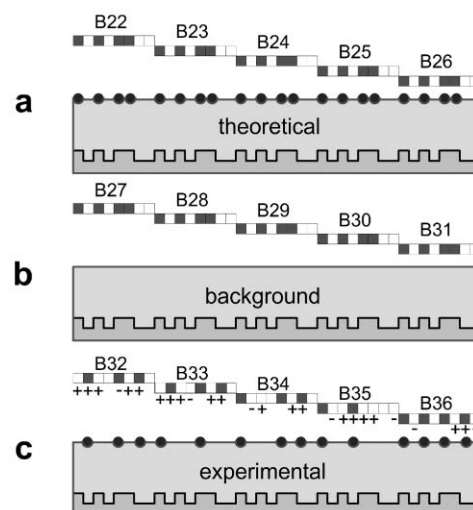 B22 B23 B24 B25 B26
a theoretical
B27 B28 B29 B30 B31
b background
B32 B33 B34 B35 B36
+++ -++ +++- ++ -+ ++ -++++ - - ++
c experimental